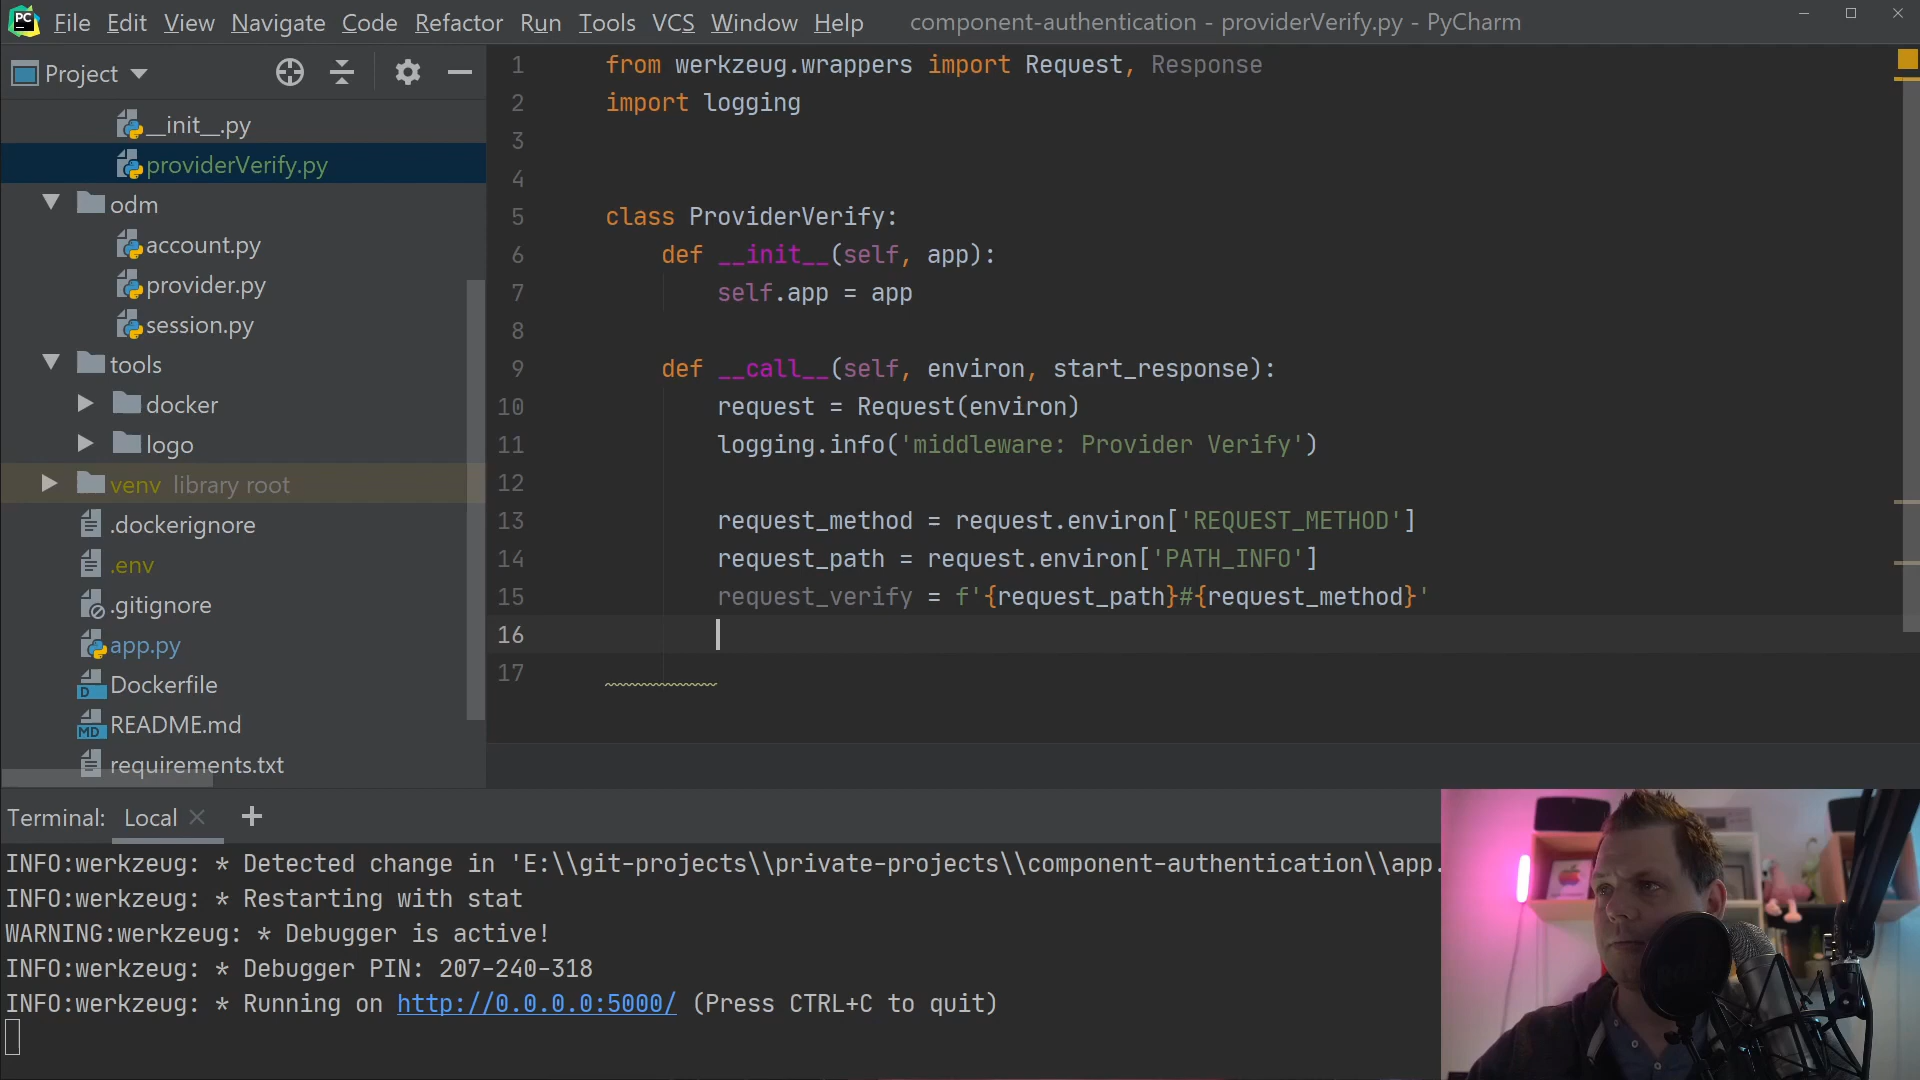 PC File Edit View Navigate Code Refactor Run Tools VCS Window Help component-authentication - providerVerify.py - PyCharm
Project
__init__.py
providerVerify.py
odm
account.py
provider.py
session.py
tools
docker
logo
venv library root
.dockerignore
.env
.gitignore
app.py
D Dockerfile
MD README.md
requirements.txt
1 from werkzeug.wrappers import Request, Response
2 import logging
3
4
5 class ProviderVerify:
6 def __init__(self, app):
7 self.app = app
8
9 def __call__(self, environ, start_response):
10 request = Request(environ)
11 logging.info('middleware: Provider Verify')
12
13 request_method = request.environ['REQUEST_METHOD']
14 request_path = request.environ['PATH_INFO']
15 request_verify = f'{request_path}#{request_method}'
16
17
Terminal: Local
INFO:werkzeug: * Detected change in 'E:\\git-projects\\private-projects\\component-authentication\\app.
INFO:werkzeug: * Restarting with stat
WARNING:werkzeug: * Debugger is active!
INFO:werkzeug: * Debugger PIN: 207-240-318
INFO:werkzeug: * Running on http://0.0.0.0:5000/ (Press CTRL+C to quit)